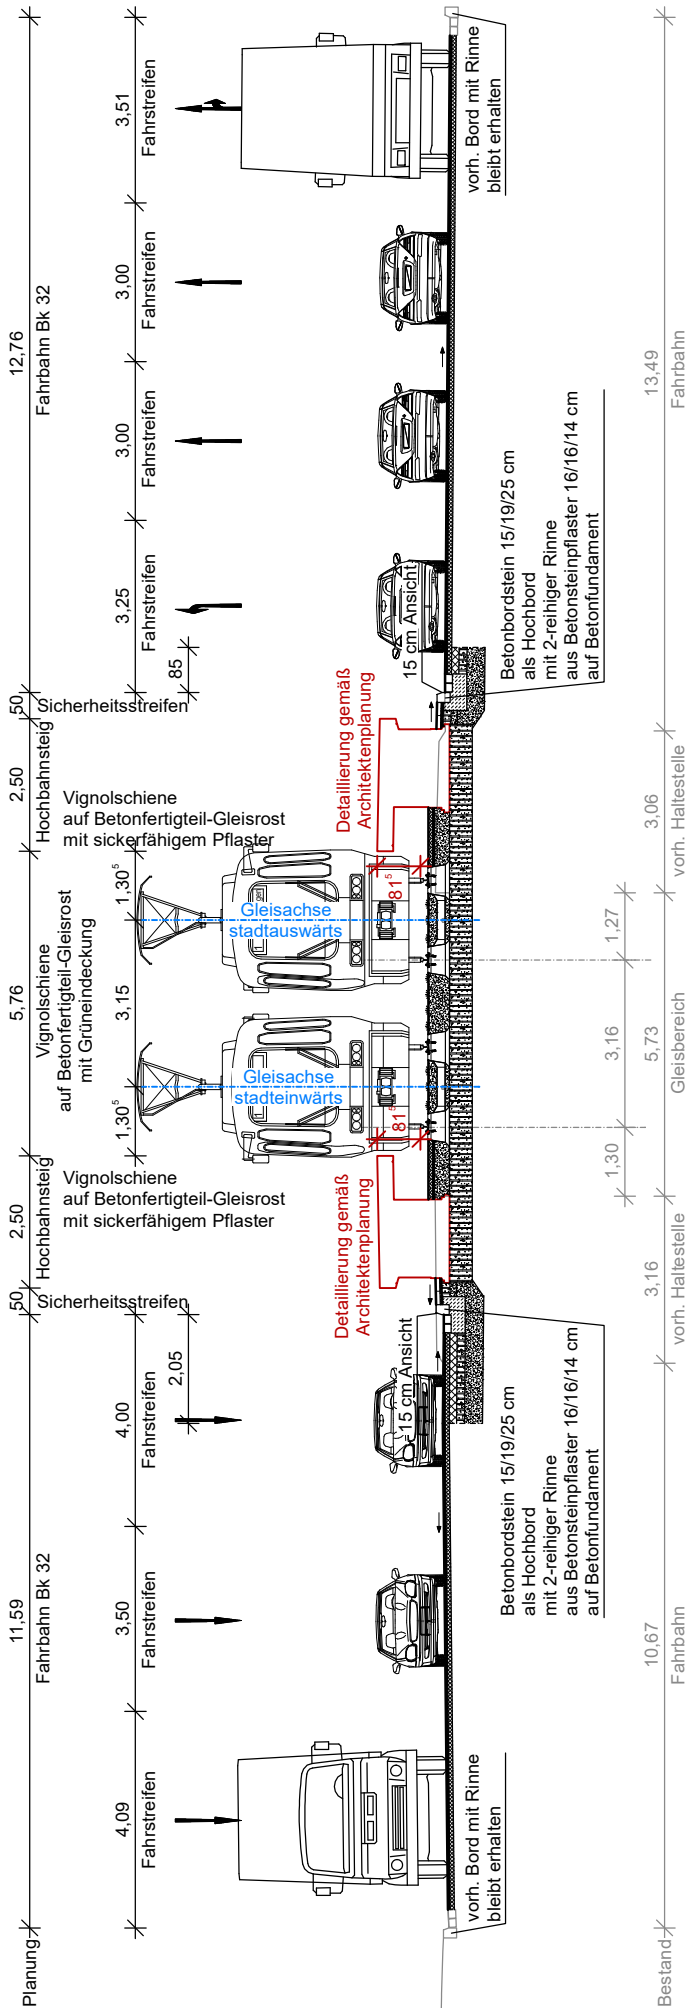 Planung
11,59
Fahrbahn Bk 32
50
Sicherheitsstreifen
2,50
Hochbahnsteig
5,76
Vignolschiene
auf Betonfertigteil-Gleisrost
mit Grüneindeckung
2,50
Hochbahnsteig
50
Sicherheitsstreifen
12,76
Fahrbahn Bk 32
Vignolschiene
auf Betonfertigteil-Gleisrost
mit sickerfähigem Pflaster
Vignolschiene
auf Betonfertigteil-Gleisrost
mit sickerfähigem Pflaster
4,09
Fahrstreifen
3,50
Fahrstreifen
4,00
Fahrstreifen
2,05
1,30⁵
3,15
1,30⁵
85
3,25
Fahrstreifen
3,00
Fahrstreifen
3,00
Fahrstreifen
3,51
Fahrstreifen
Gleisachse
stadteinwärts
Gleisachse
stadtauswärts
Detaillierung gemäß
Architektenplanung
Detaillierung gemäß
Architektenplanung
81⁵
81⁵
15 cm Ansicht
15 cm Ansicht
vorh. Bord mit Rinne
bleibt erhalten
Betonbordstein 15/19/25 cm
als Hochbord
mit 2-reihiger Rinne
aus Betonsteinpflaster 16/16/14 cm
auf Betonfundament
Betonbordstein 15/19/25 cm
als Hochbord
mit 2-reihiger Rinne
aus Betonsteinpflaster 16/16/14 cm
auf Betonfundament
vorh. Bord mit Rinne
bleibt erhalten
1,30
3,16
1,27
Bestand
10,67
Fahrbahn
3,16
vorh. Haltestelle
5,73
Gleisbereich
3,06
vorh. Haltestelle
13,49
Fahrbahn